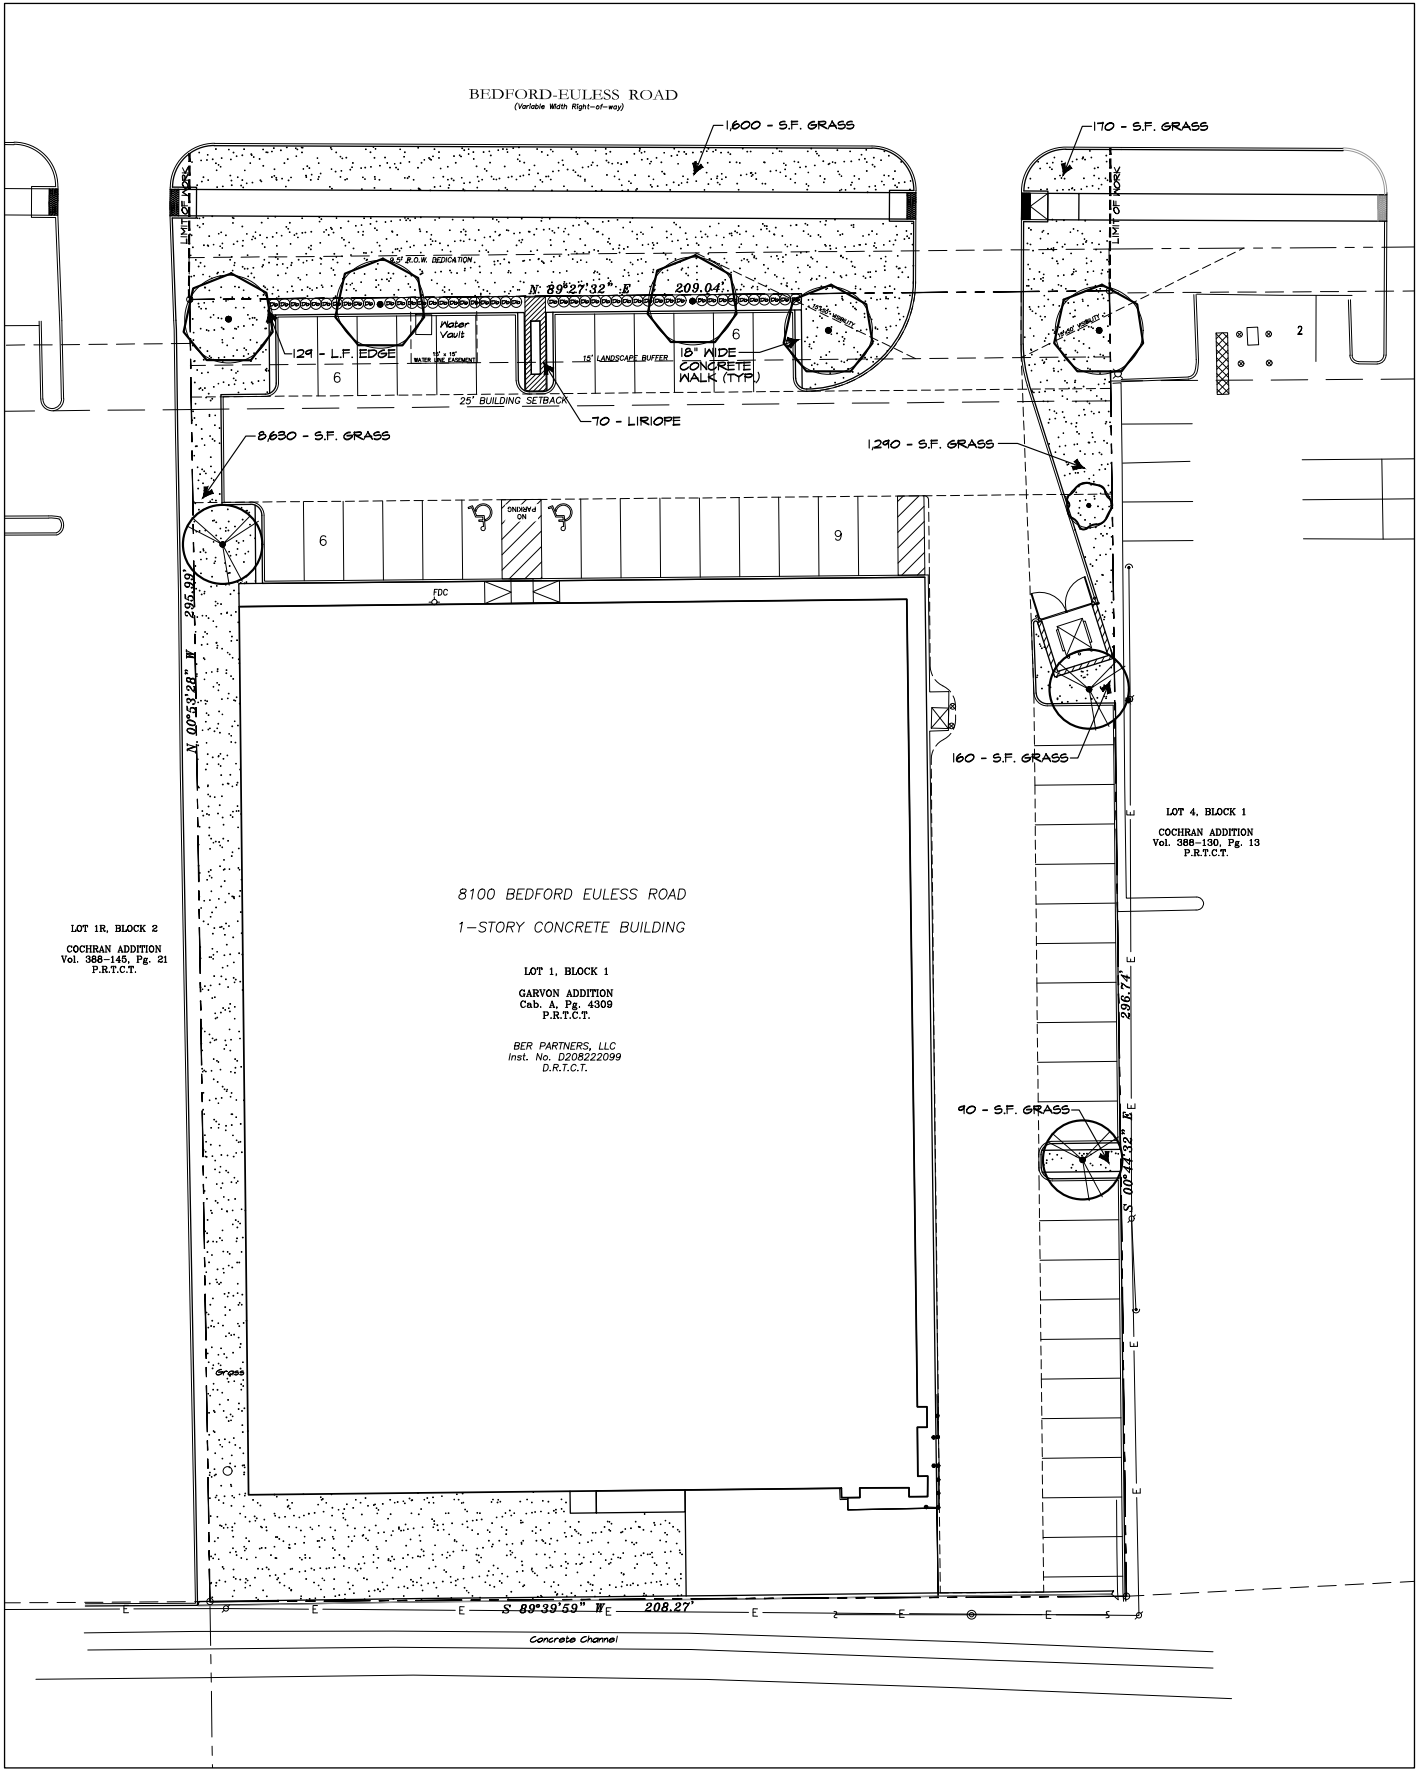 BEDFORD-EULESS ROAD
(Variable Width Right-of-way)
1,600 - S.F. GRASS
170 - S.F. GRASS
LIMIT OF WORK
LIMIT OF WORK
9.5' R.O.W. DEDICATION
N 89°27'32" E 209.04'
Water
Vault
15' x 15'
WATER LINE EASEMENT
129 - L.F. EDGE
6
15' LANDSCAPE BUFFER
6
18" WIDE
CONCRETE
WALK (TYP.)
2
25' BUILDING SETBACK
70 - LIRIOPE
8,630 - S.F. GRASS
1,290 - S.F. GRASS
NO
PARKING
6
9
FDC
295.99'
N 00°53'28" W
160 - S.F. GRASS
LOT 4, BLOCK 1
COCHRAN ADDITION
Vol. 388-130, Pg. 13
P.R.T.C.T.
E
8100 BEDFORD EULESS ROAD
1-STORY CONCRETE BUILDING
LOT 1R, BLOCK 2
COCHRAN ADDITION
Vol. 388-145, Pg. 21
P.R.T.C.T.
LOT 1, BLOCK 1
GARVON ADDITION
Cab. A, Pg. 4309
P.R.T.C.T.
BER PARTNERS, LLC
Inst. No. D208222099
D.R.T.C.T.
E
296.74'
90 - S.F. GRASS
E
S 00°44'32" E
E
Grass
E
S 89°39'59" W 208.27'
E E E E E E E
Concrete Channel